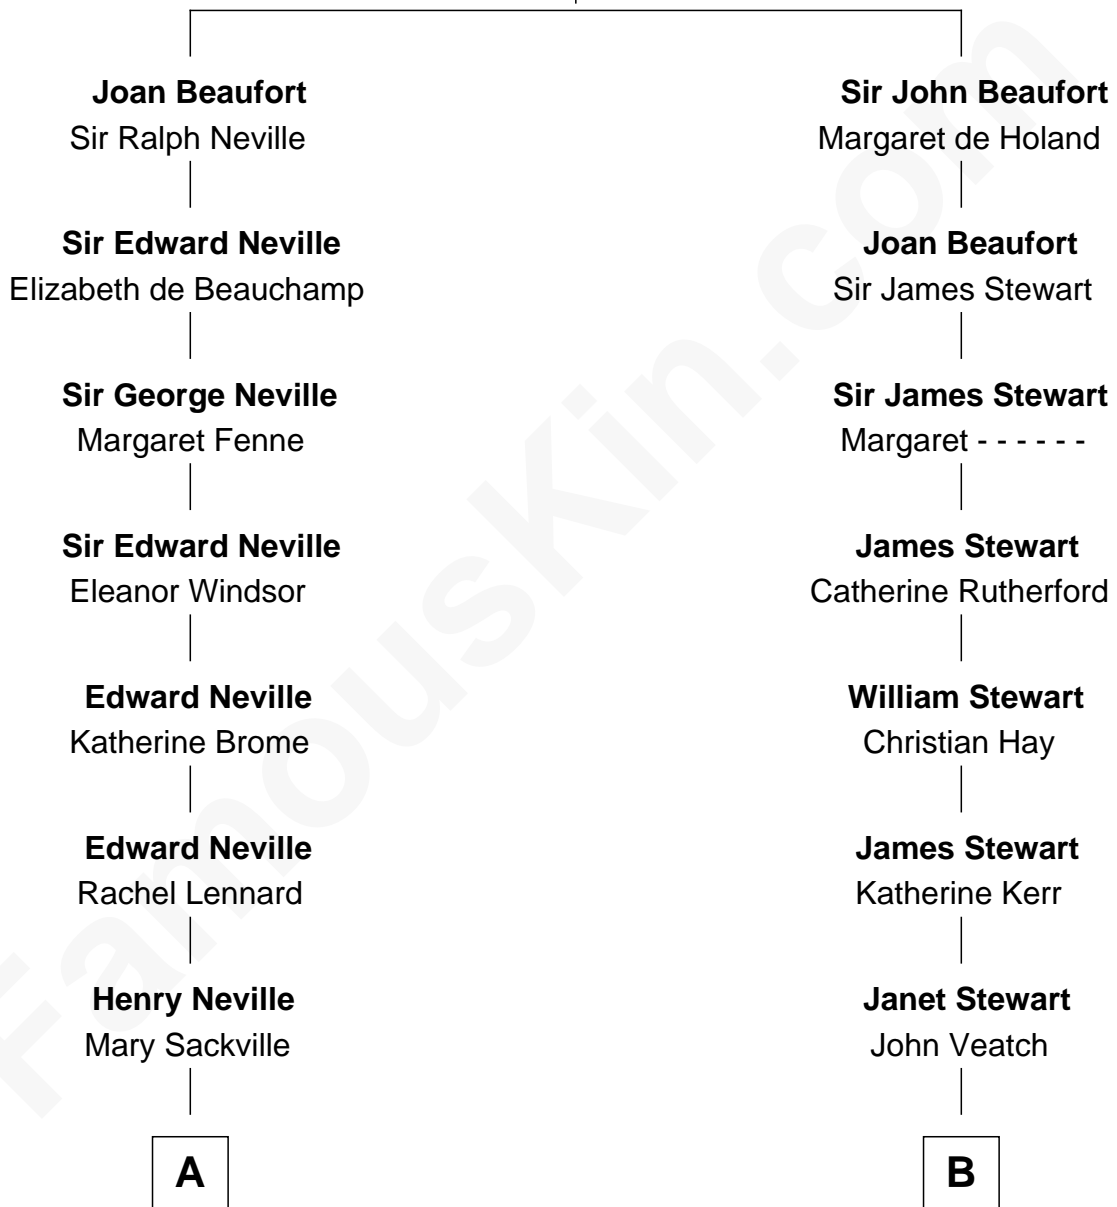 Joan Beaufort
Sir Ralph Neville
Sir Edward Neville
Elizabeth de Beauchamp
Sir George Neville
Margaret Fenne
Sir Edward Neville
Eleanor Windsor
Edward Neville
Katherine Brome
Edward Neville
Rachel Lennard
Henry Neville
Mary Sackville
A
Sir John Beaufort
Margaret de Holand
Joan Beaufort
Sir James Stewart
Sir James Stewart
Margaret - - - - - -
James Stewart
Catherine Rutherford
William Stewart
Christian Hay
James Stewart
Katherine Kerr
Janet Stewart
John Veatch
B
FamousKin.com